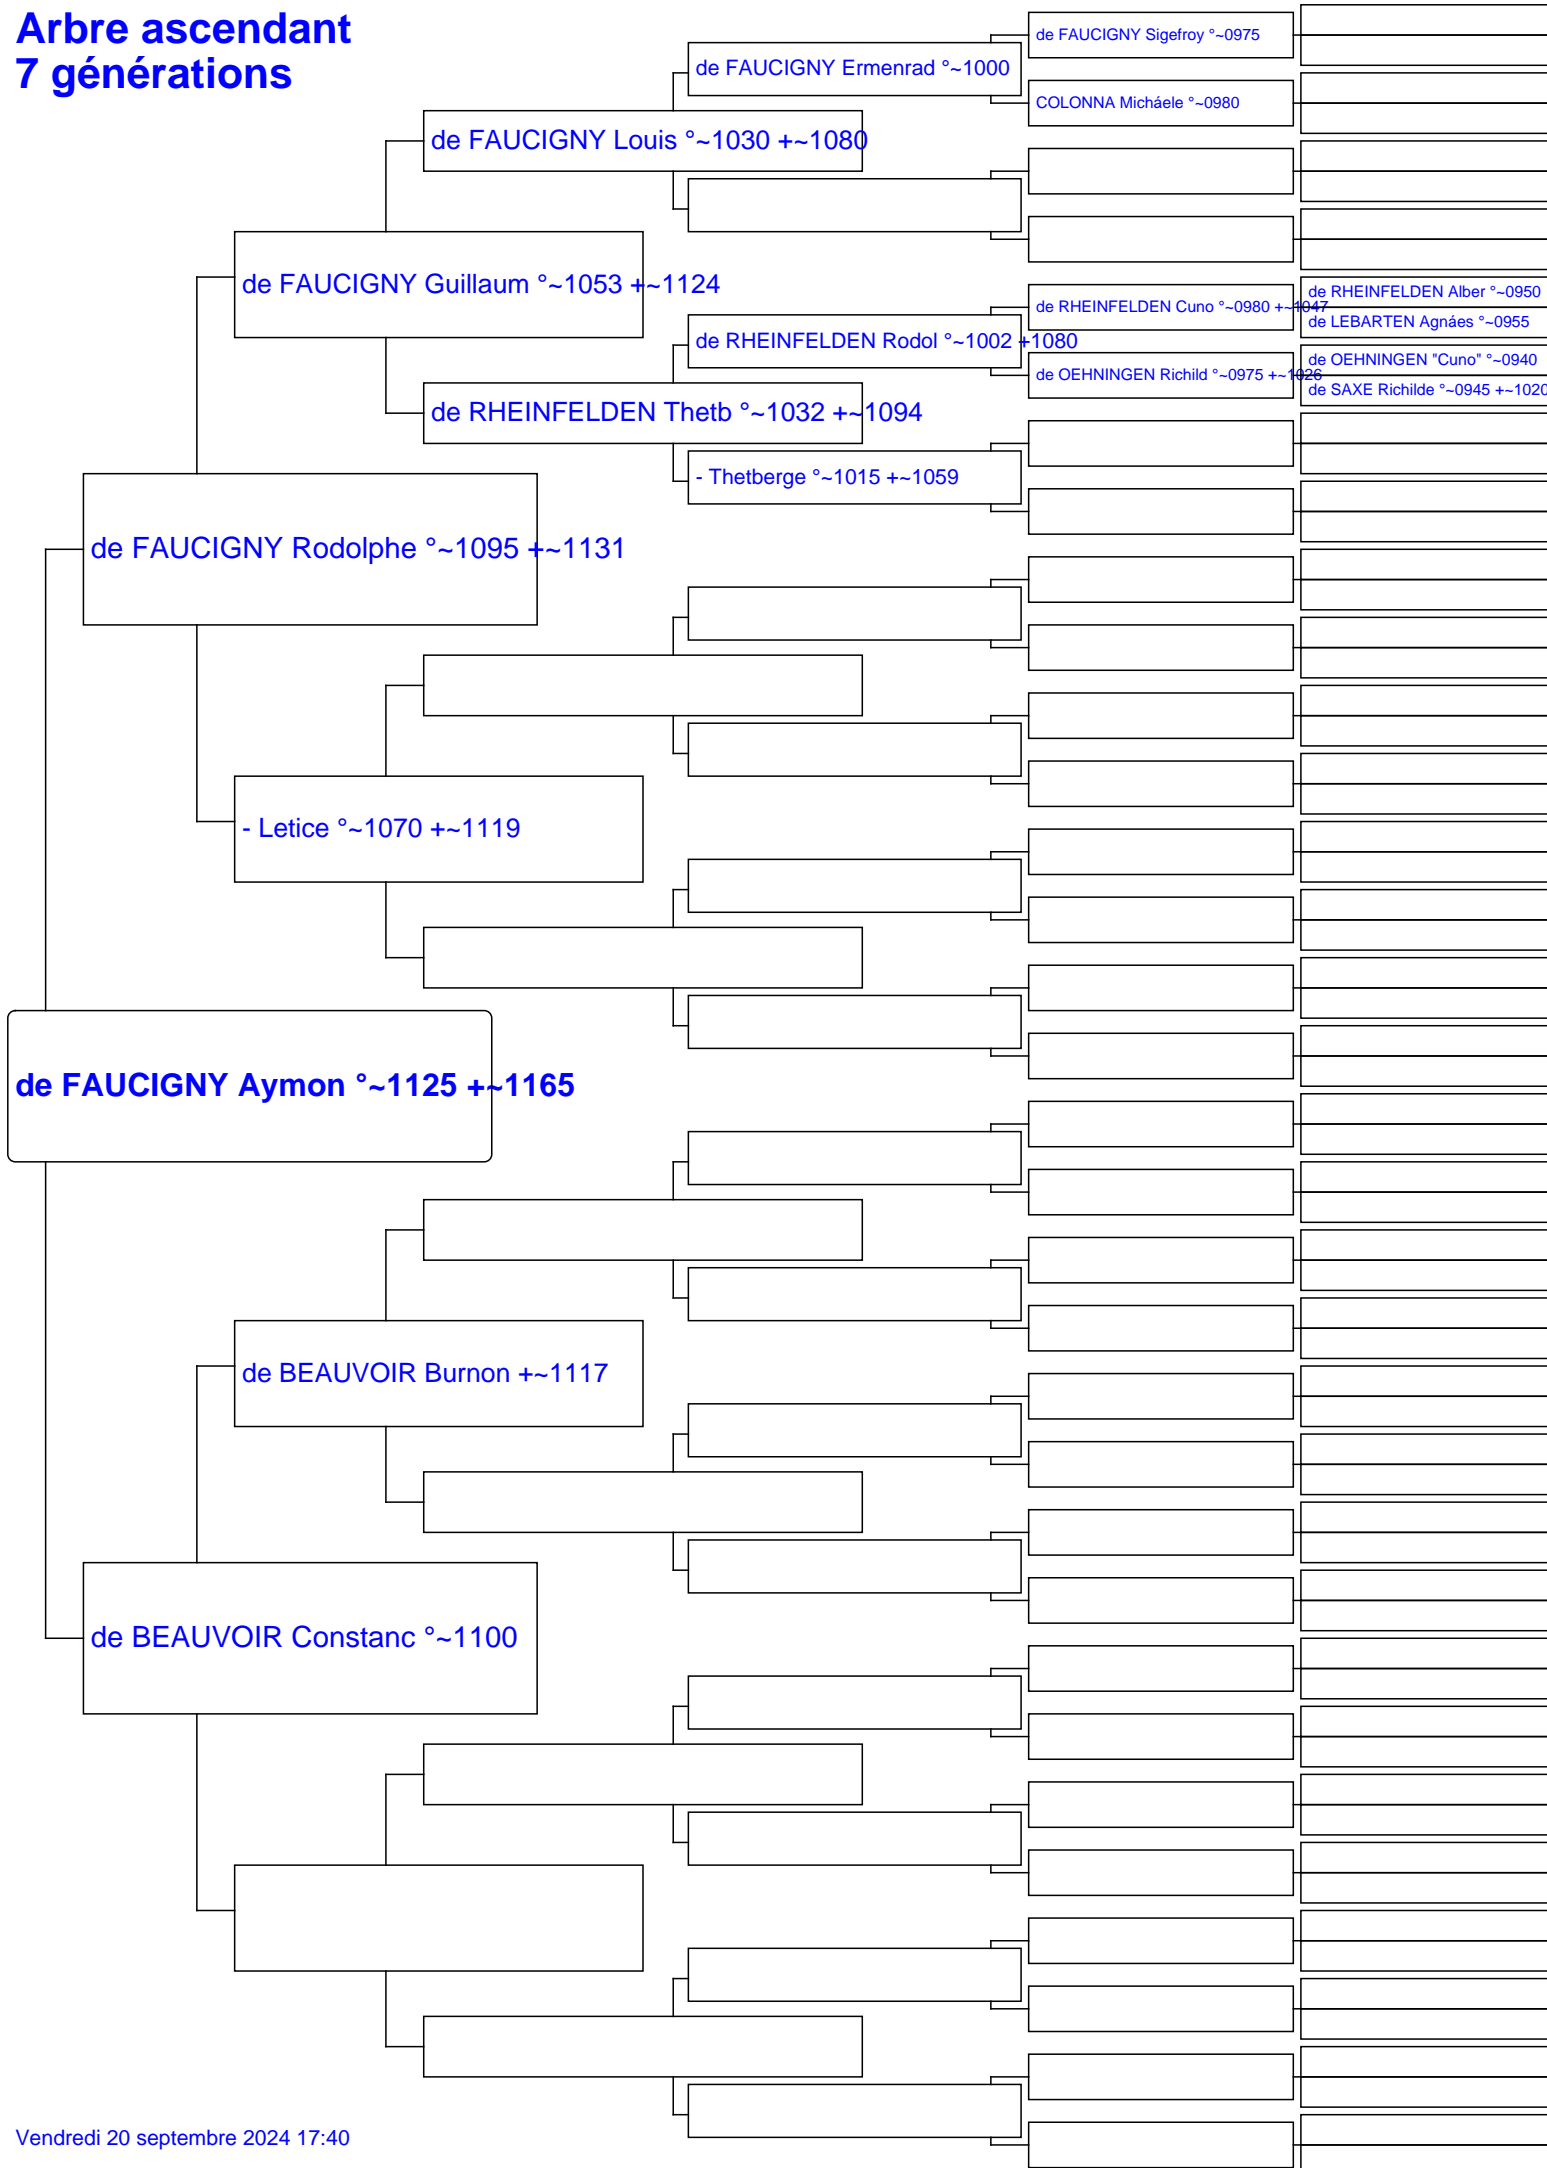 Arbre ascendant
7 générations
de FAUCIGNY Sigefroy °~0975
de FAUCIGNY Ermenrad °~1000
COLONNA Micháele °~0980
de FAUCIGNY Louis °~1030 +~1080
de FAUCIGNY Guillaum °~1053 +~1124
de RHEINFELDEN Alber °~0950
de RHEINFELDEN Cuno °~0980 +~1047
de LEBARTEN Agnáes °~0955
de RHEINFELDEN Rodol °~1002 +1080
de OEHNINGEN "Cuno" °~0940
de OEHNINGEN Richild °~0975 +~1026
de SAXE Richilde °~0945 +~1020
de RHEINFELDEN Thetb °~1032 +~1094
- Thetberge °~1015 +~1059
de FAUCIGNY Rodolphe °~1095 +~1131
- Letice °~1070 +~1119
de FAUCIGNY Aymon °~1125 +~1165
de BEAUVOIR Burnon +~1117
de BEAUVOIR Constanc °~1100
Vendredi 20 septembre 2024 17:40